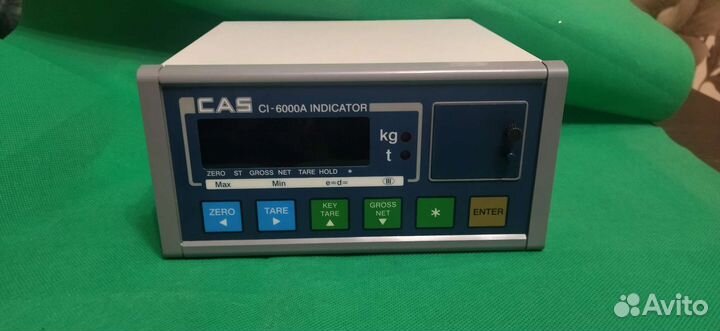 CAS CI-6000A INDICATOR
kg
t
ZERO ST GROSS NET TARE HOLD *
Max Min e=d= III
ZERO TARE KEY TARE GROSS NET * ENTER
Avito